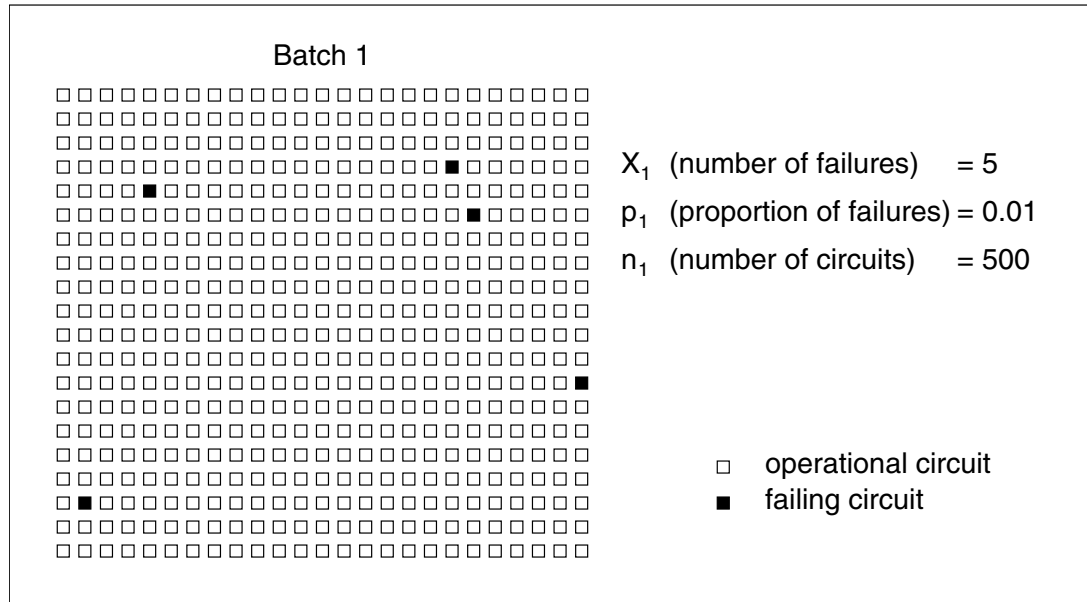 Batch 1
X₁ (number of failures) = 5
p₁ (proportion of failures) = 0.01
n₁ (number of circuits) = 500
operational circuit
failing circuit